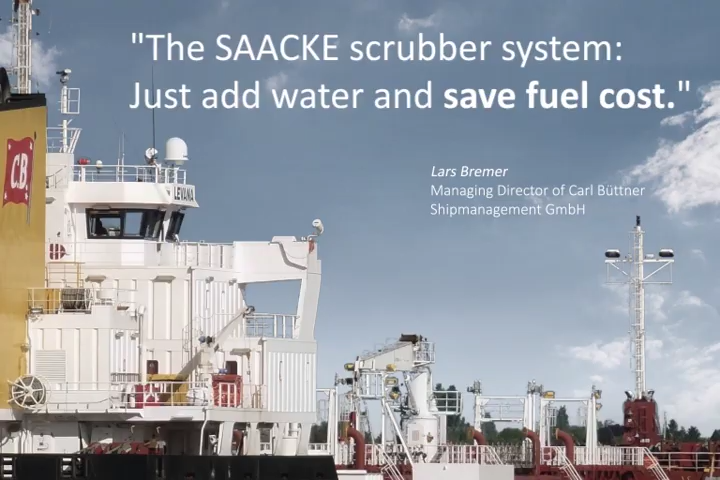 "The SAACKE scrubber system:
Just add water and save fuel cost."
Lars Bremer
Managing Director of Carl Büttner
Shipmanagement GmbH
C.B.
LEVANA